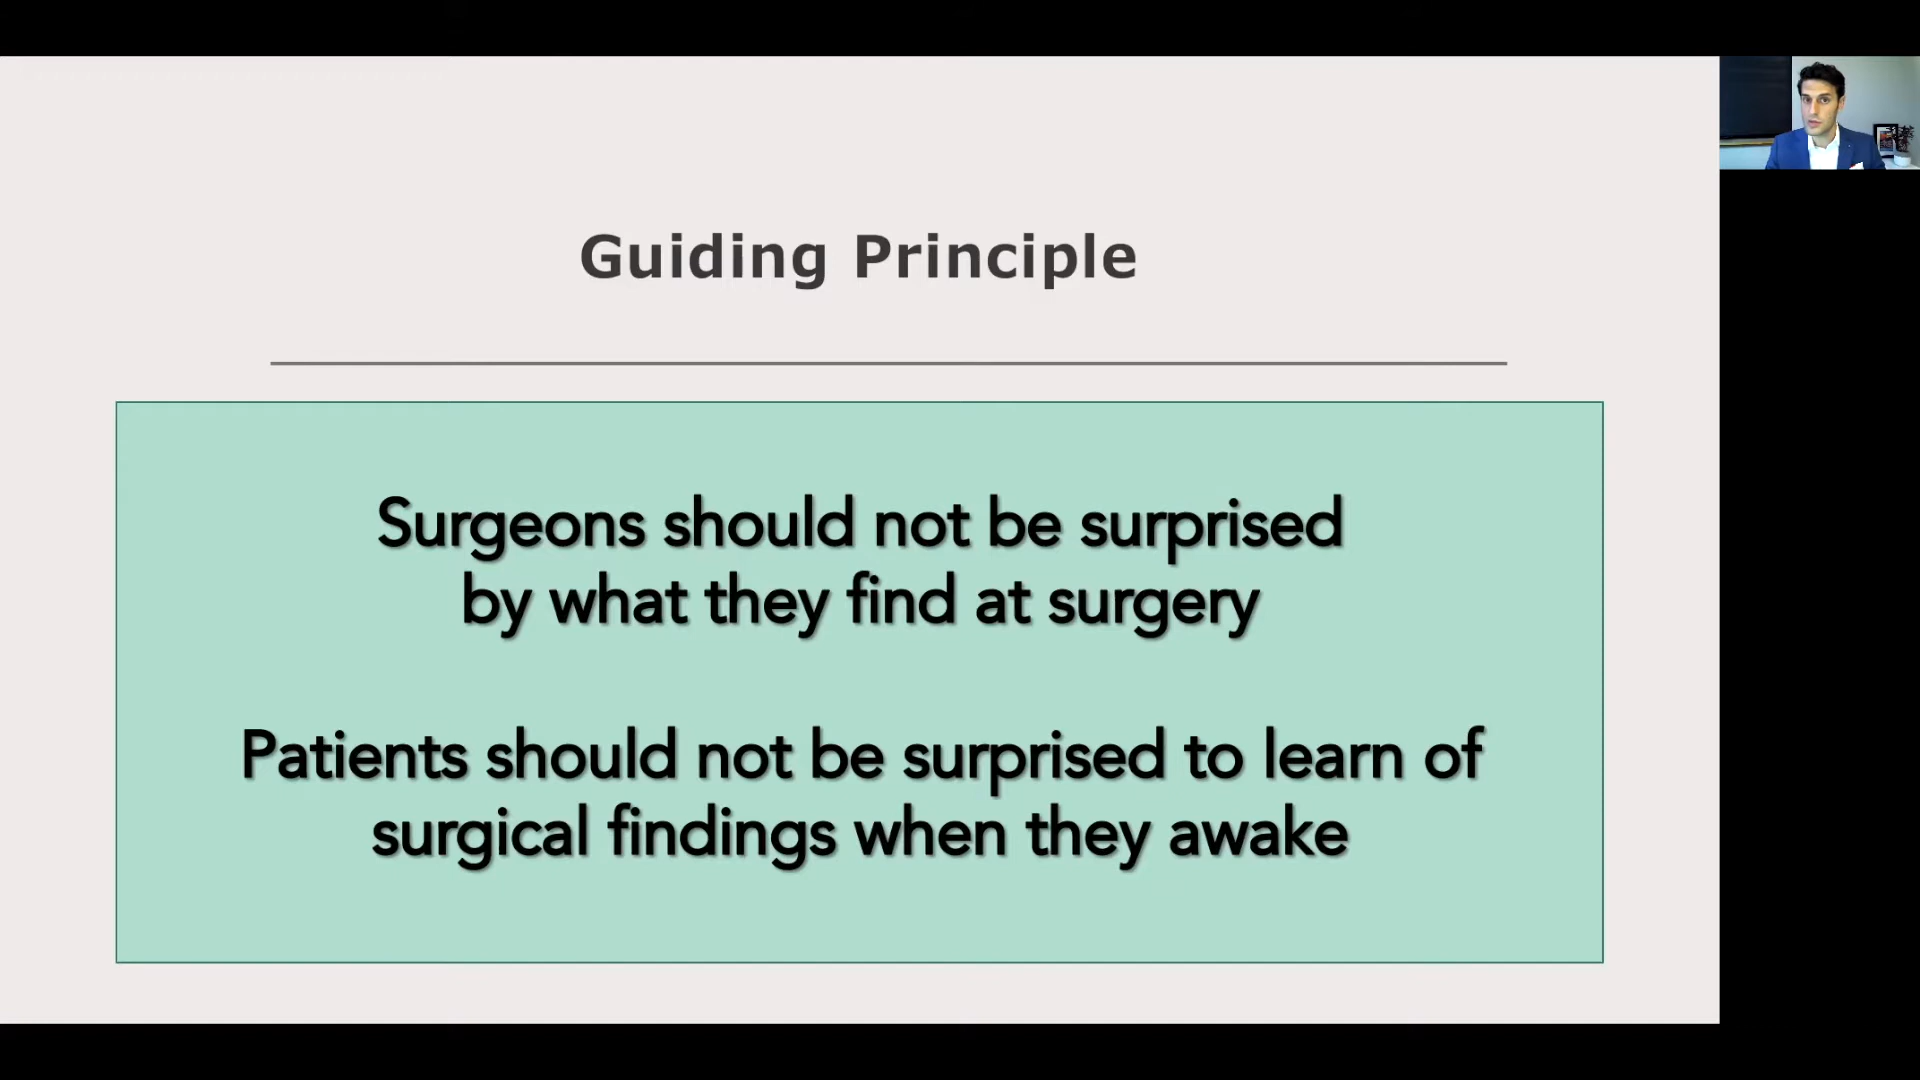 Guiding Principle
Surgeons should not be surprised
by what they find at surgery
Patients should not be surprised to learn of
surgical findings when they awake